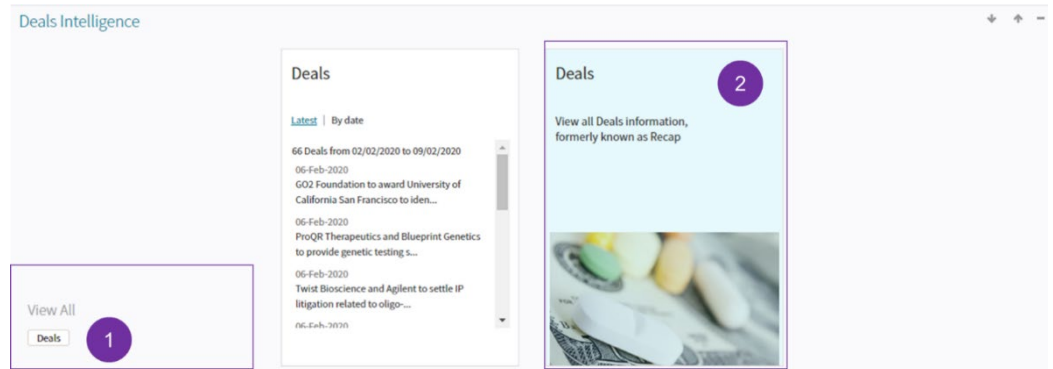 Deals Intelligence
Deals
Latest | By date
66 Deals from 02/02/2020 to 09/02/2020
06-Feb-2020
GO2 Foundation to award University of
California San Francisco to iden...
06-Feb-2020
ProQR Therapeutics and Blueprint Genetics
to provide genetic testing s...
06-Feb-2020
Twist Bioscience and Agilent to settle IP
litigation related to oligo-...
06-Feb-2020
Deals
2
View all Deals information,
formerly known as Recap
View All
Deals
1